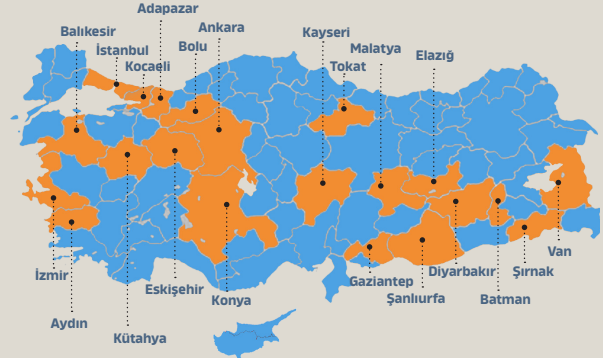 Adapazar
Balıkesir
Ankara
İstanbul
Bolu
Kocaeli
Kayseri
Malatya
Tokat
Elazığ
İzmir
Aydın
Kütahya
Eskişehir
Konya
Gaziantep
Şanlıurfa
Diyarbakır
Batman
Şırnak
Van